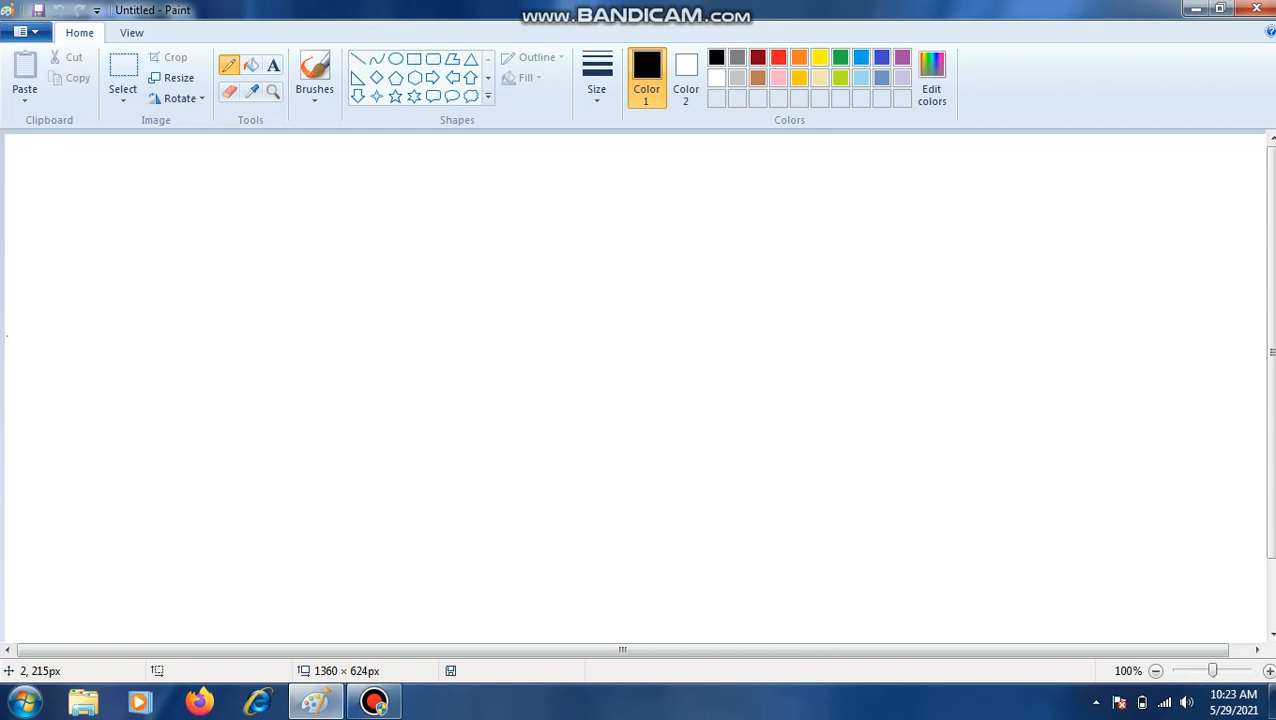 Untitled - Paint
www.BANDICAM.com
Home
View
Paste
Cut
Copy
Clipboard
Select
Crop
Resize
Rotate
Image
A
Tools
Brushes
Shapes
Outline
Fill
Size
Color
1
Color
2
Edit
colors
Colors
2, 215px
1360 × 624px
100%
10:23 AM
5/29/2021